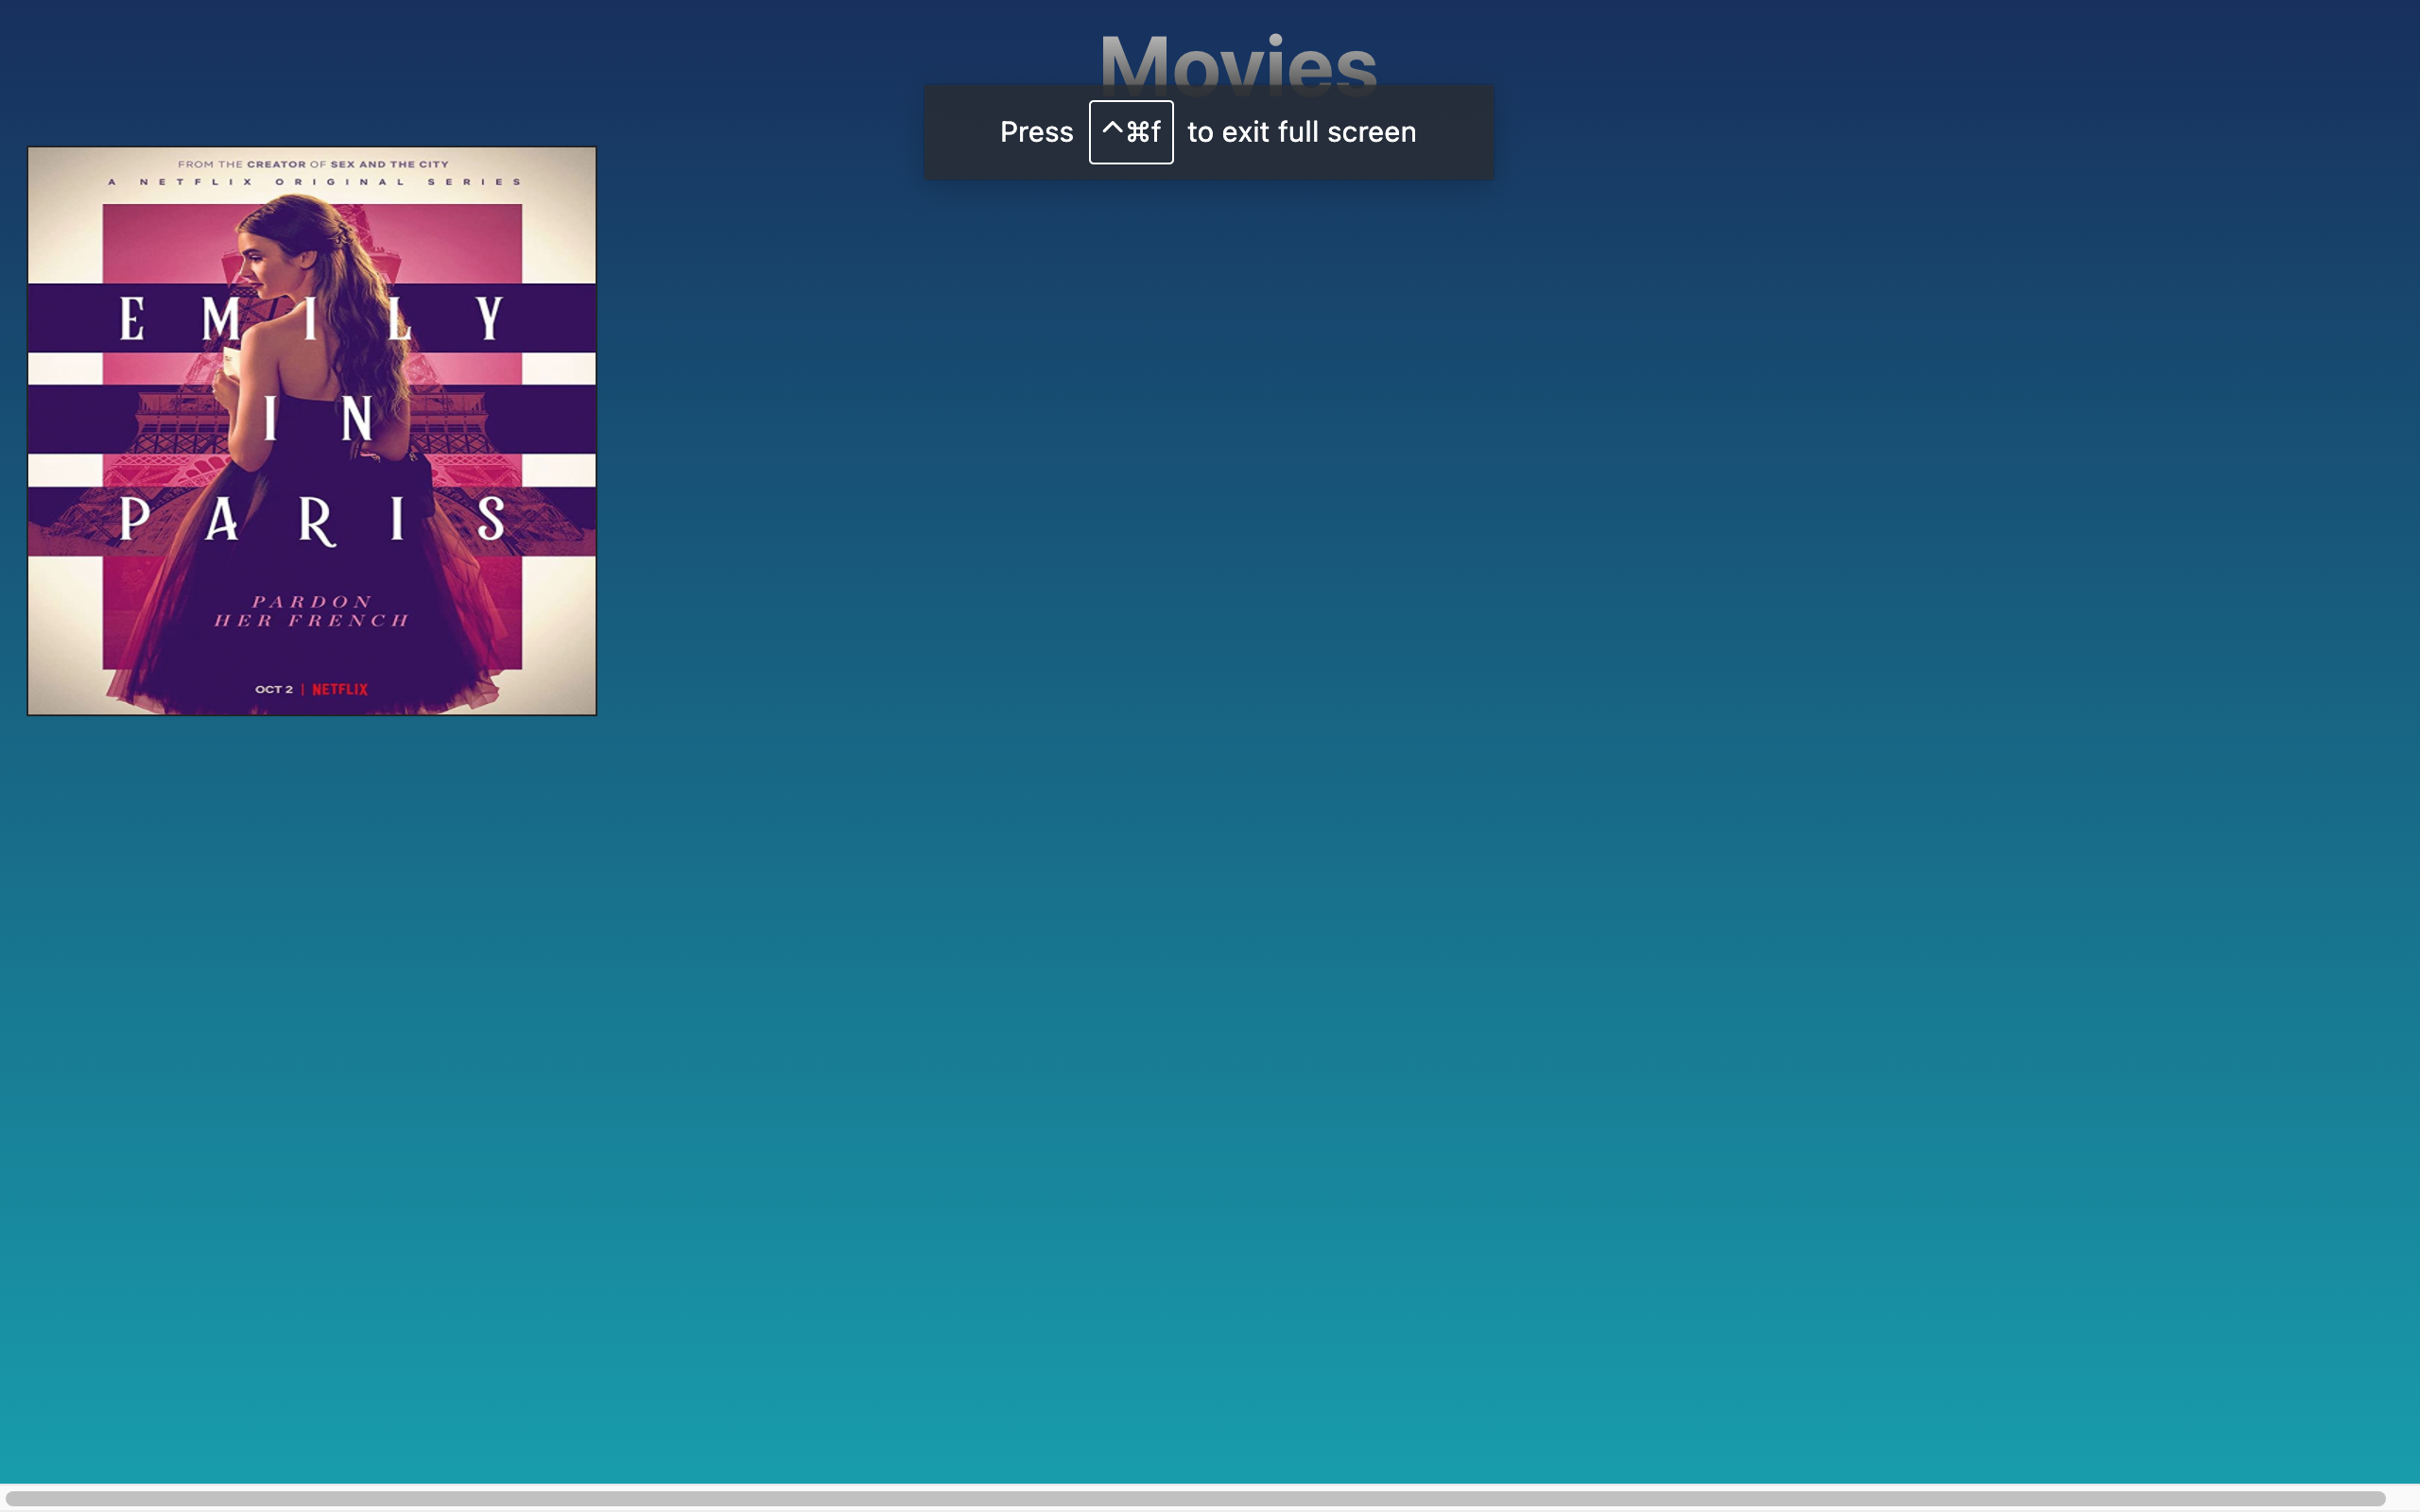 Movies
Press ^⌘f to exit full screen
FROM THE CREATOR OF SEX AND THE CITY
A NETFLIX ORIGINAL SERIES
EMILY
IN
PARIS
PARDON
HER FRENCH
OCT 2 | NETFLIX